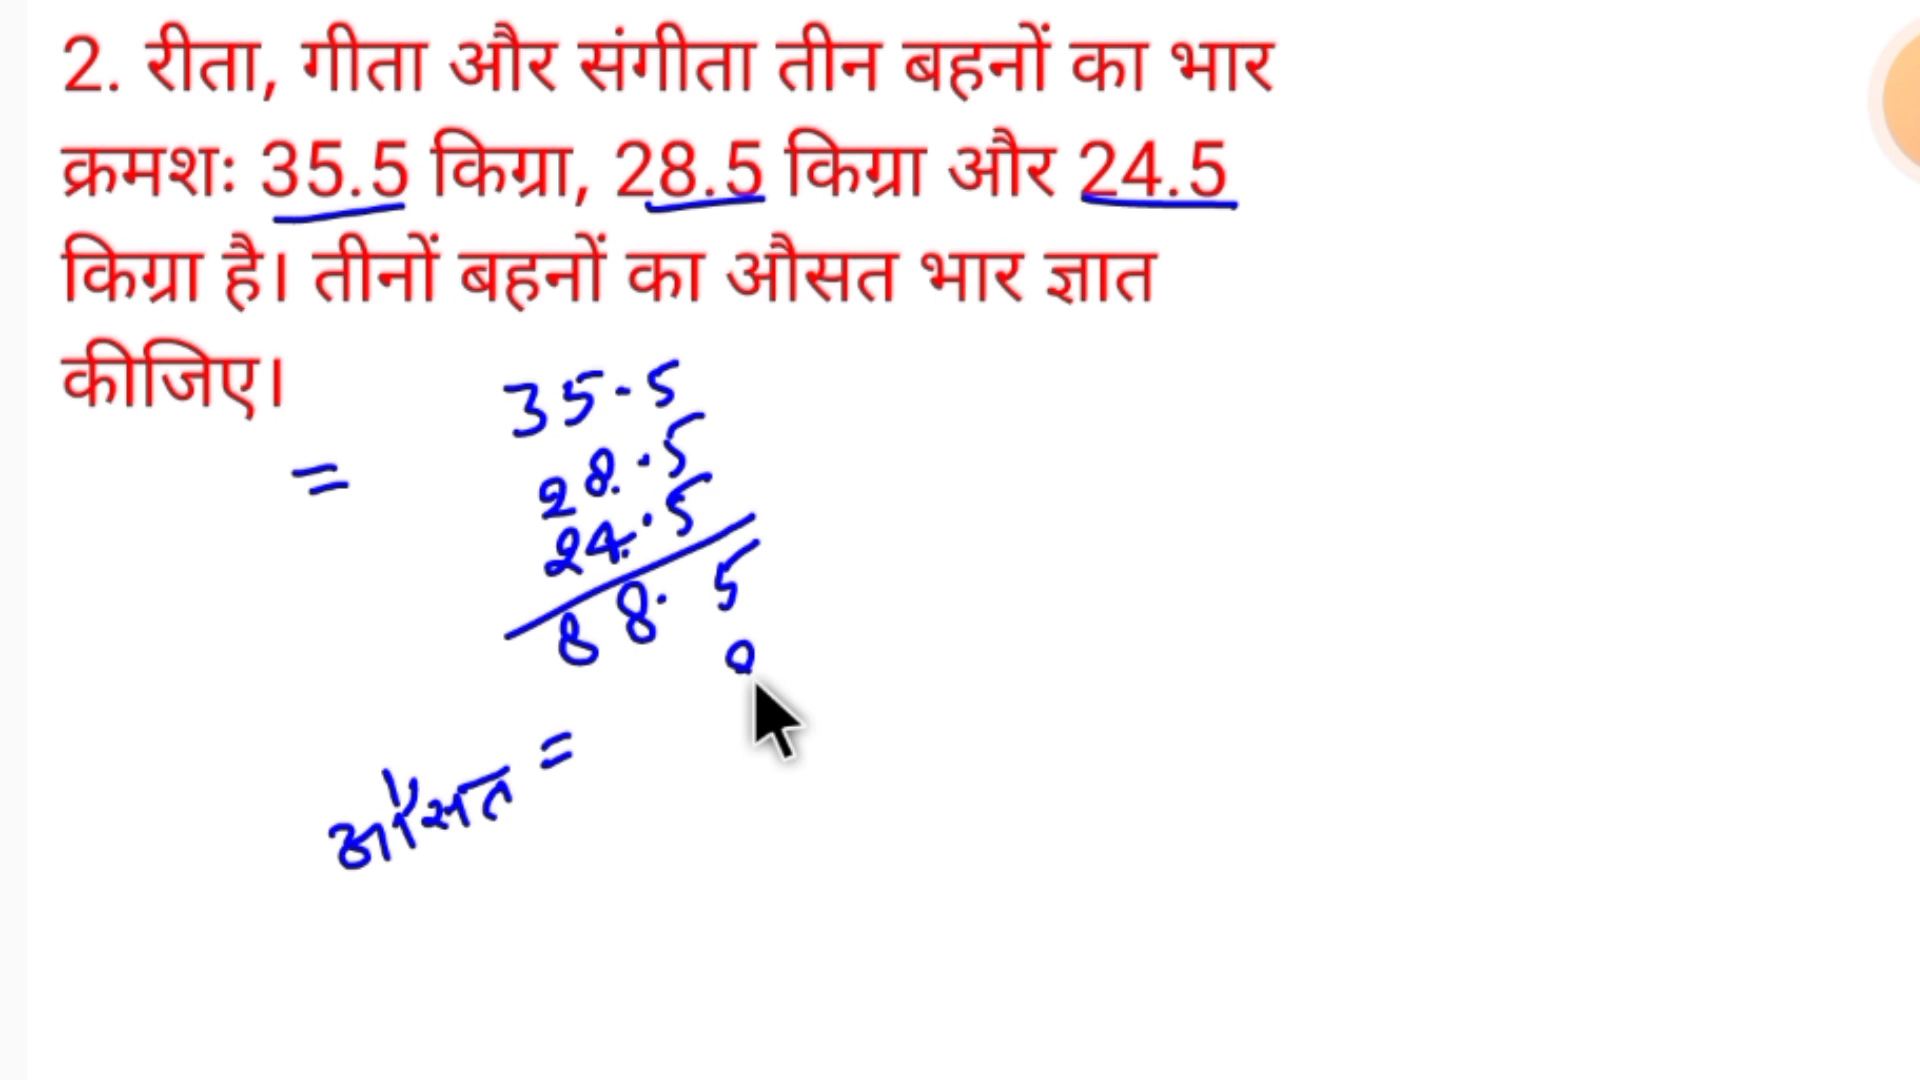 2. रीता, गीता और संगीता तीन बहनों का भार
क्रमशः 35.5 किग्रा, 28.5 किग्रा और 24.5
किग्रा है। तीनों बहनों का औसत भार ज्ञात
कीजिए।
35.5
= 28.5
24.5
88.5
0
औसत =